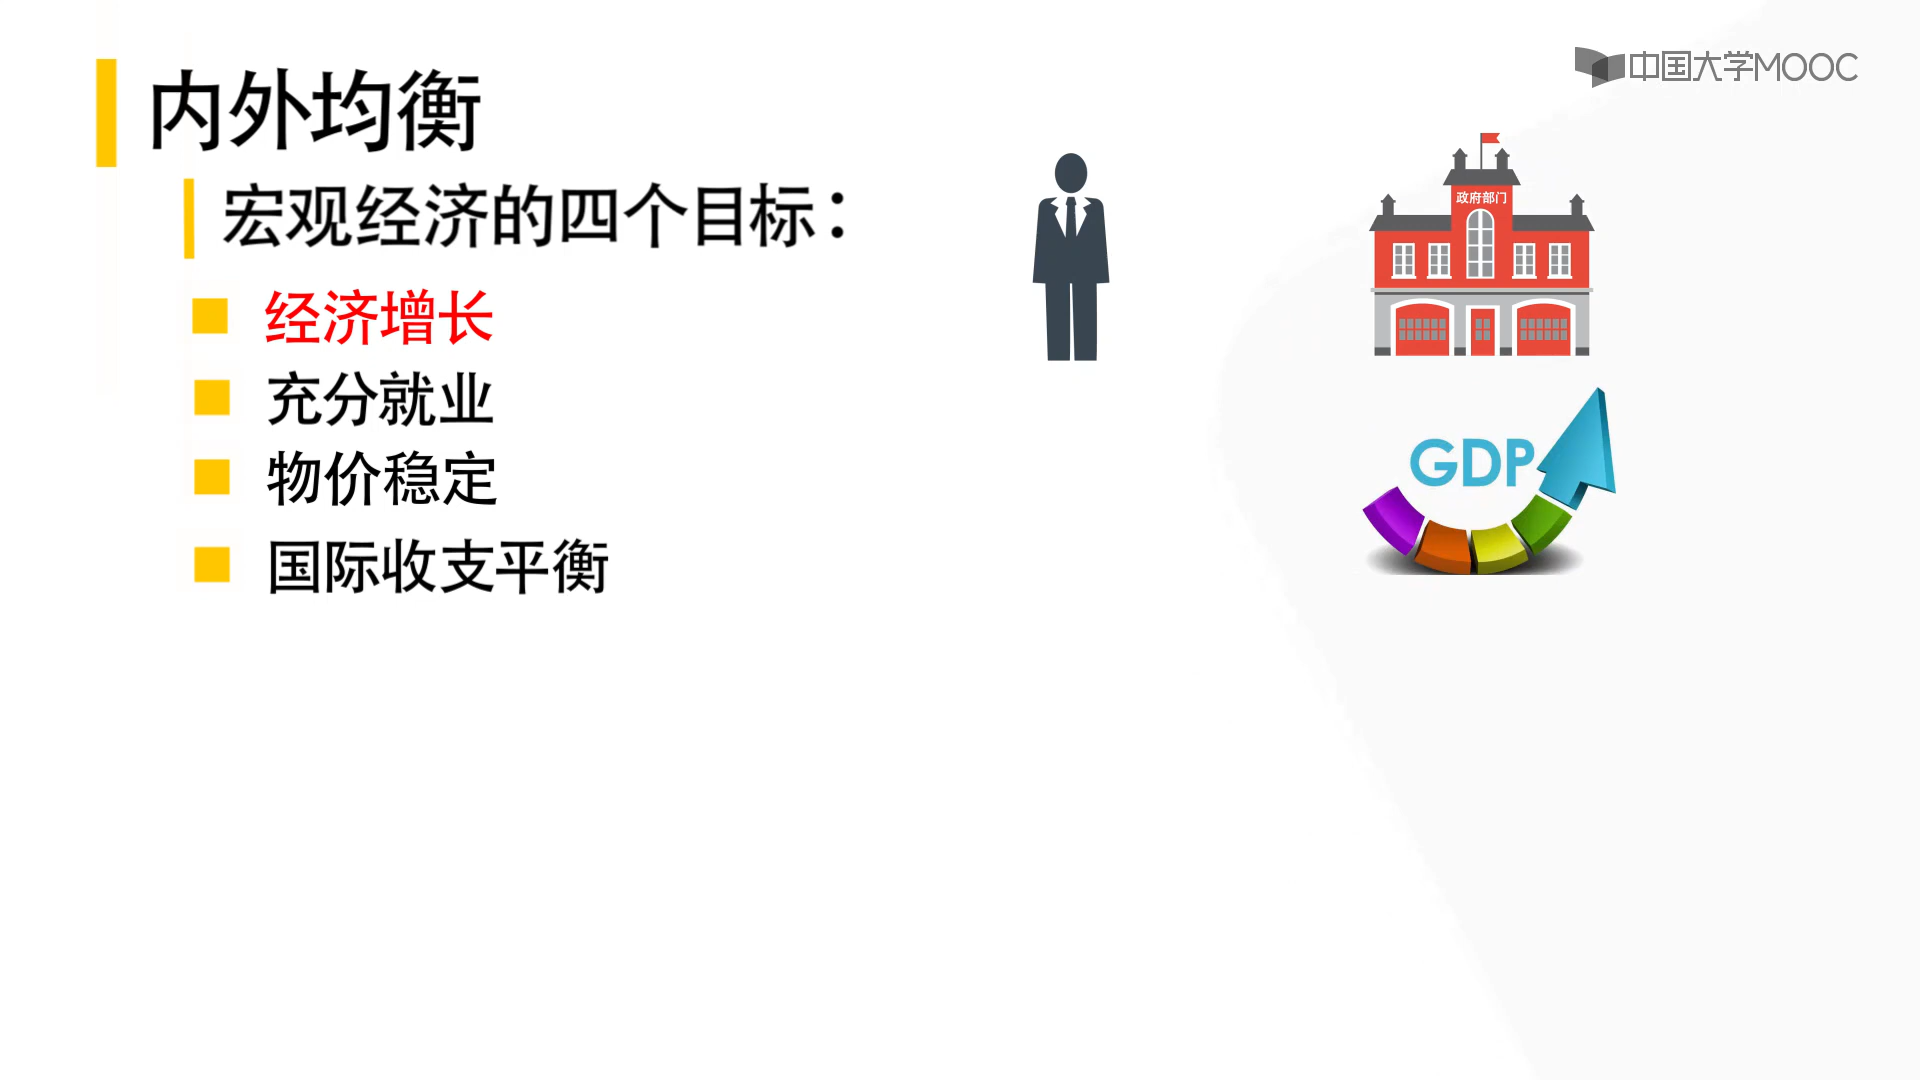 中国大学MOOC
内外均衡
宏观经济的四个目标：
经济增长
充分就业
物价稳定
国际收支平衡
政府部门
GDP